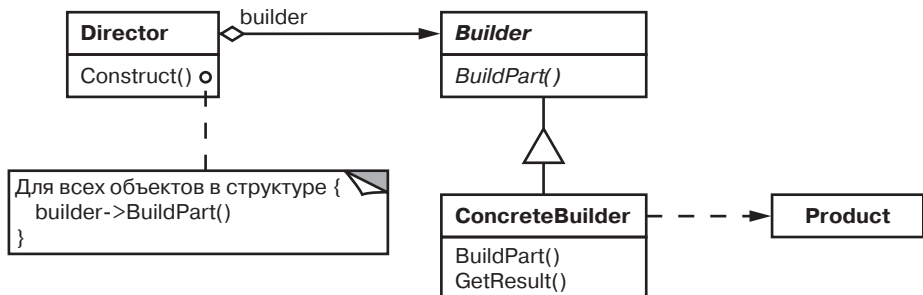 builder
Director
Builder
Construct()
BuildPart()
Для всех объектов в структуре {
builder->BuildPart()
}
ConcreteBuilder
Product
BuildPart()
GetResult()